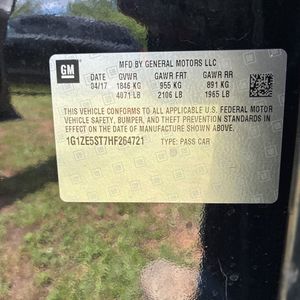 GM
MFD BY GENERAL MOTORS LLC
DATE GVWR GAWR FRT GAWR RR
04/17 1846 KG 955 KG 891 KG
4071 LB 2106 LB 1965 LB
THIS VEHICLE CONFORMS TO ALL APPLICABLE U.S. FEDERAL MOTOR
VEHICLE SAFETY, BUMPER, AND THEFT PREVENTION STANDARDS IN
EFFECT ON THE DATE OF MANUFACTURE SHOWN ABOVE.
1G1ZE5ST7HF264721 TYPE: PASS CAR